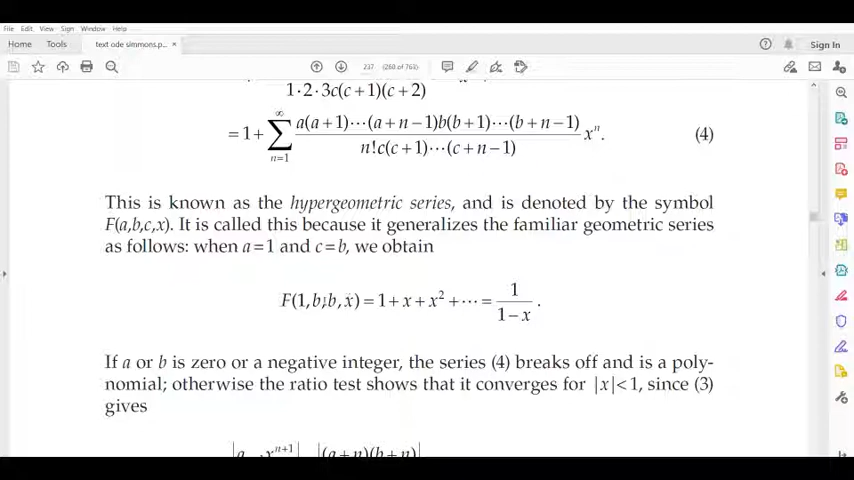 File Edit View Sign Window Help
Home Tools text ode simmons.p... × Sign In
237 (260 of 763)
1·2·3c(c+1)(c+2)
= 1 + ∑_{n=1}^{∞} a(a+1)···(a+n−1)b(b+1)···(b+n−1) / n!c(c+1)···(c+n−1) xⁿ. (4)
This is known as the hypergeometric series, and is denoted by the symbol
F(a,b,c,x). It is called this because it generalizes the familiar geometric series
as follows: when a=1 and c=b, we obtain
F(1,b,b,x) = 1 + x + x² + ··· = 1 / 1−x .
If a or b is zero or a negative integer, the series (4) breaks off and is a poly-
nomial; otherwise the ratio test shows that it converges for |x|<1, since (3)
gives